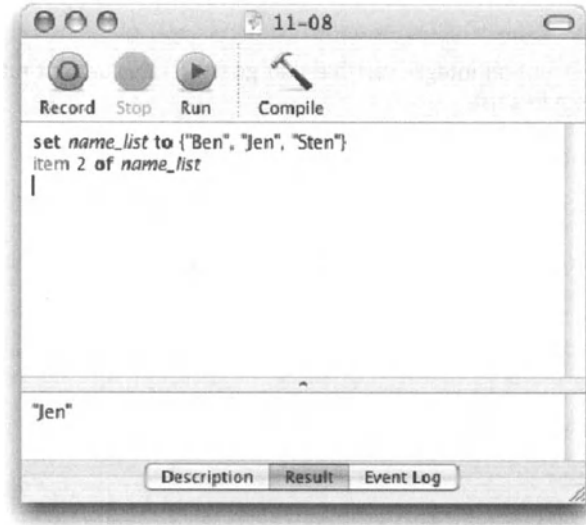 11-08
Record Stop Run Compile
set name_list to {"Ben", "Jen", "Sten"}
item 2 of name_list
"Jen"
Description Result Event Log